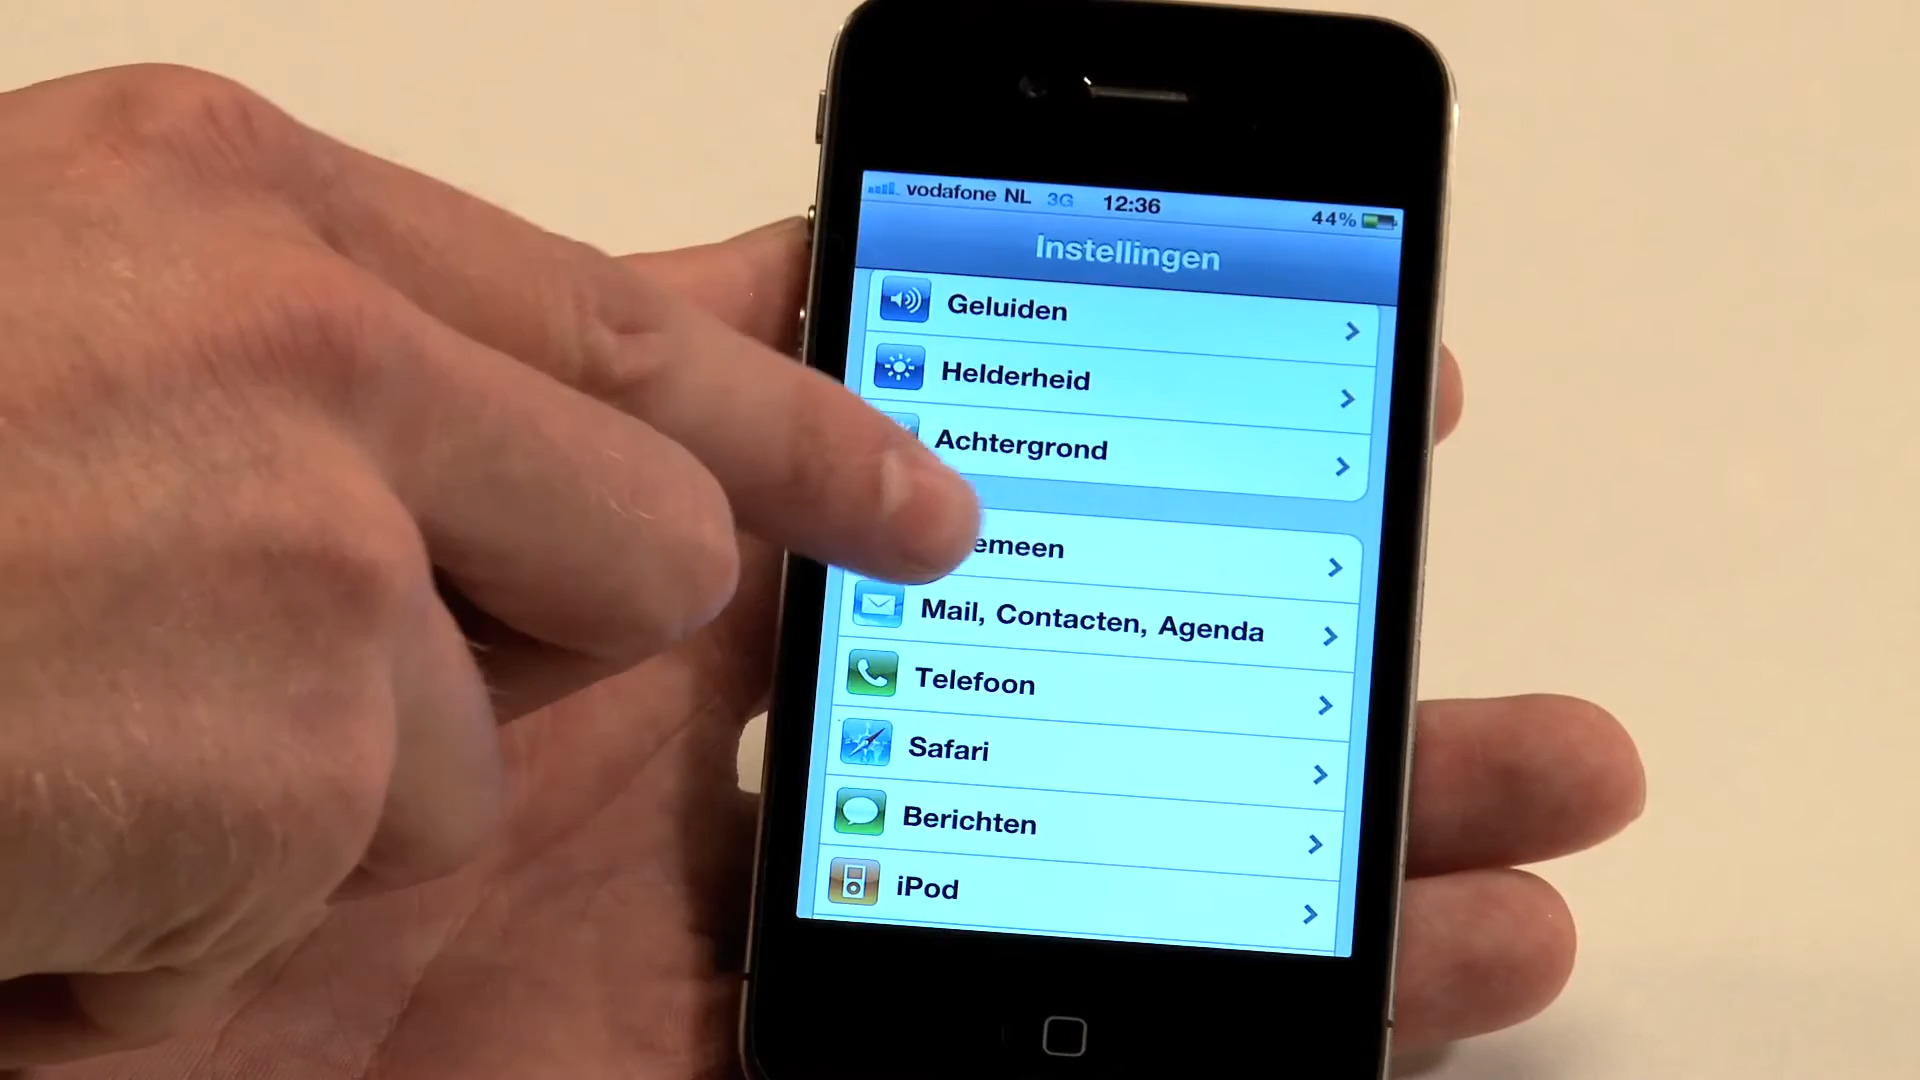 vodafone NL 3G 12:36 44%
Instellingen
Geluiden
Helderheid
Achtergrond
emeen
Mail, Contacten, Agenda
Telefoon
Safari
Berichten
iPod